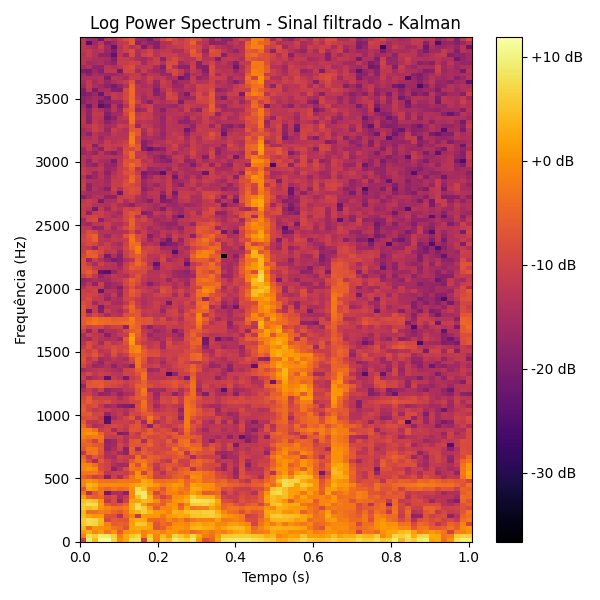 Log Power Spectrum - Sinal filtrado - Kalman
Frequência (Hz)
3500
3000
2500
2000
1500
1000
500
0
0.0 0.2 0.4 0.6 0.8 1.0
Tempo (s)
+10 dB
+0 dB
-10 dB
-20 dB
-30 dB